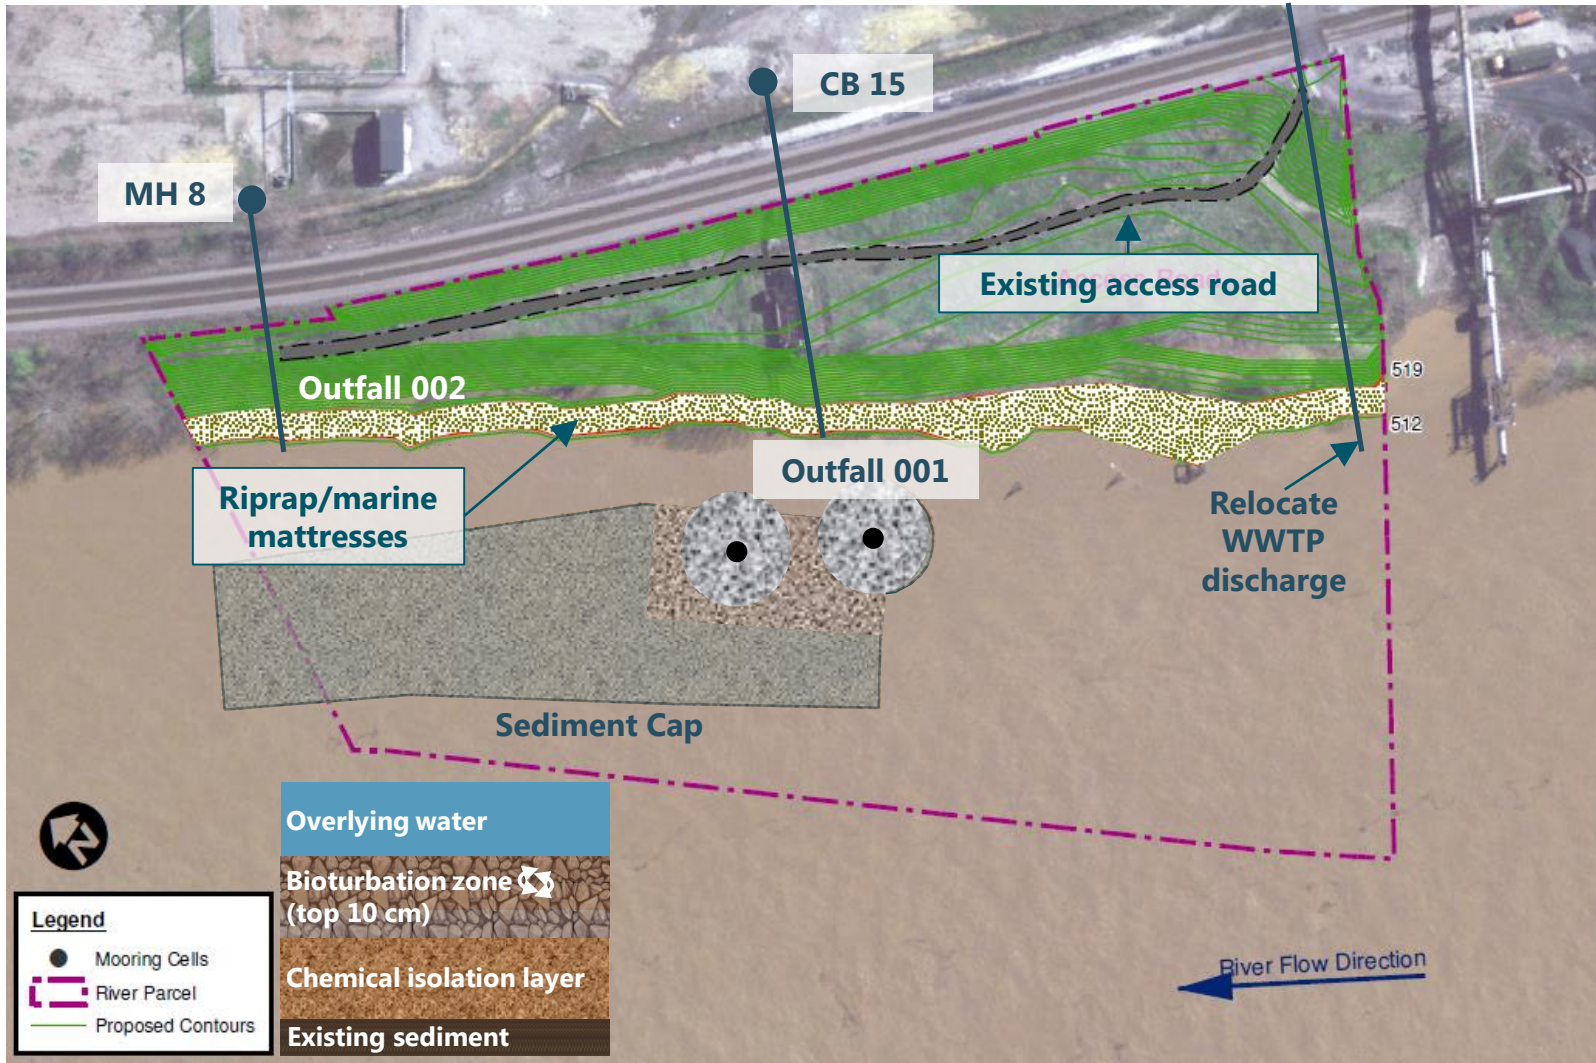 CB 15
MH 8
Existing access road
519
Outfall 002
512
Outfall 001
Riprap/marine
mattresses
Relocate
WWTP
discharge
Sediment Cap
Overlying water
Bioturbation zone
(top 10 cm)
Chemical isolation layer
Existing sediment
Legend
Mooring Cells
River Parcel
Proposed Contours
River Flow Direction
N